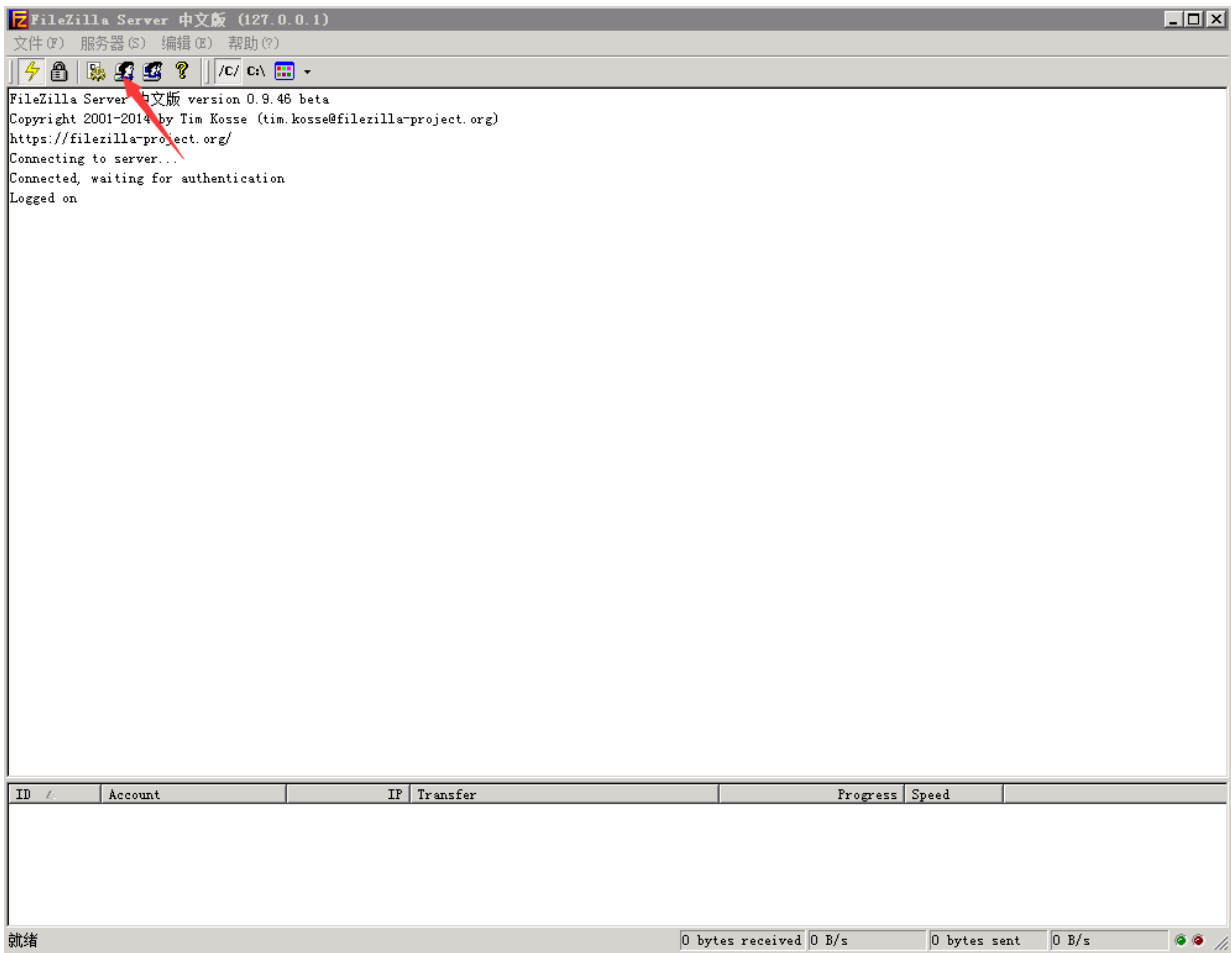 FileZilla Server 中文版 (127.0.0.1)
文件(F) 服务器(S) 编辑(E) 帮助(?)
/C/ C:\
FileZilla Server 中文版 version 0.9.46 beta
Copyright 2001-2014 by Tim Kosse (tim.kosse@filezilla-project.org)
https://filezilla-project.org/
Connecting to server...
Connected, waiting for authentication
Logged on
ID / Account IP Transfer Progress Speed
就绪 0 bytes received 0 B/s 0 bytes sent 0 B/s